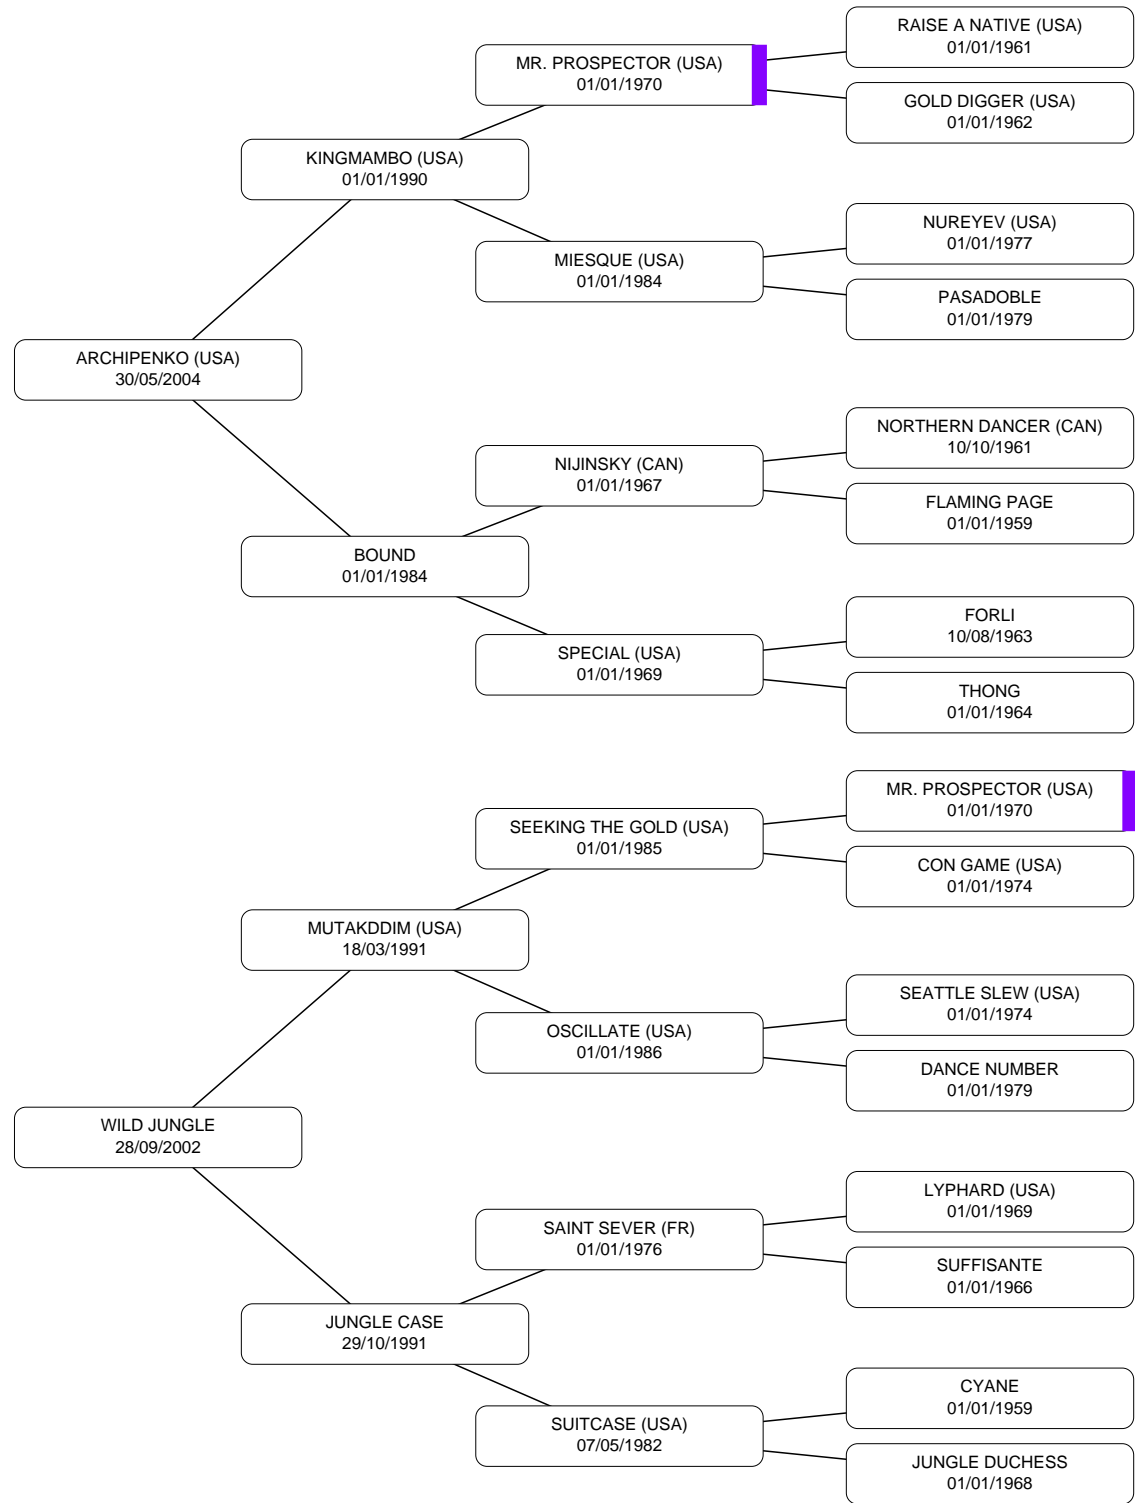 RAISE A NATIVE (USA)
01/01/1961
MR. PROSPECTOR (USA)
01/01/1970
GOLD DIGGER (USA)
01/01/1962
KINGMAMBO (USA)
01/01/1990
NUREYEV (USA)
01/01/1977
MIESQUE (USA)
01/01/1984
PASADOBLE
01/01/1979
ARCHIPENKO (USA)
30/05/2004
NORTHERN DANCER (CAN)
10/10/1961
NIJINSKY (CAN)
01/01/1967
FLAMING PAGE
01/01/1959
BOUND
01/01/1984
FORLI
10/08/1963
SPECIAL (USA)
01/01/1969
THONG
01/01/1964
MR. PROSPECTOR (USA)
01/01/1970
SEEKING THE GOLD (USA)
01/01/1985
CON GAME (USA)
01/01/1974
MUTAKDDIM (USA)
18/03/1991
SEATTLE SLEW (USA)
01/01/1974
OSCILLATE (USA)
01/01/1986
DANCE NUMBER
01/01/1979
WILD JUNGLE
28/09/2002
LYPHARD (USA)
01/01/1969
SAINT SEVER (FR)
01/01/1976
SUFFISANTE
01/01/1966
JUNGLE CASE
29/10/1991
CYANE
01/01/1959
SUITCASE (USA)
07/05/1982
JUNGLE DUCHESS
01/01/1968